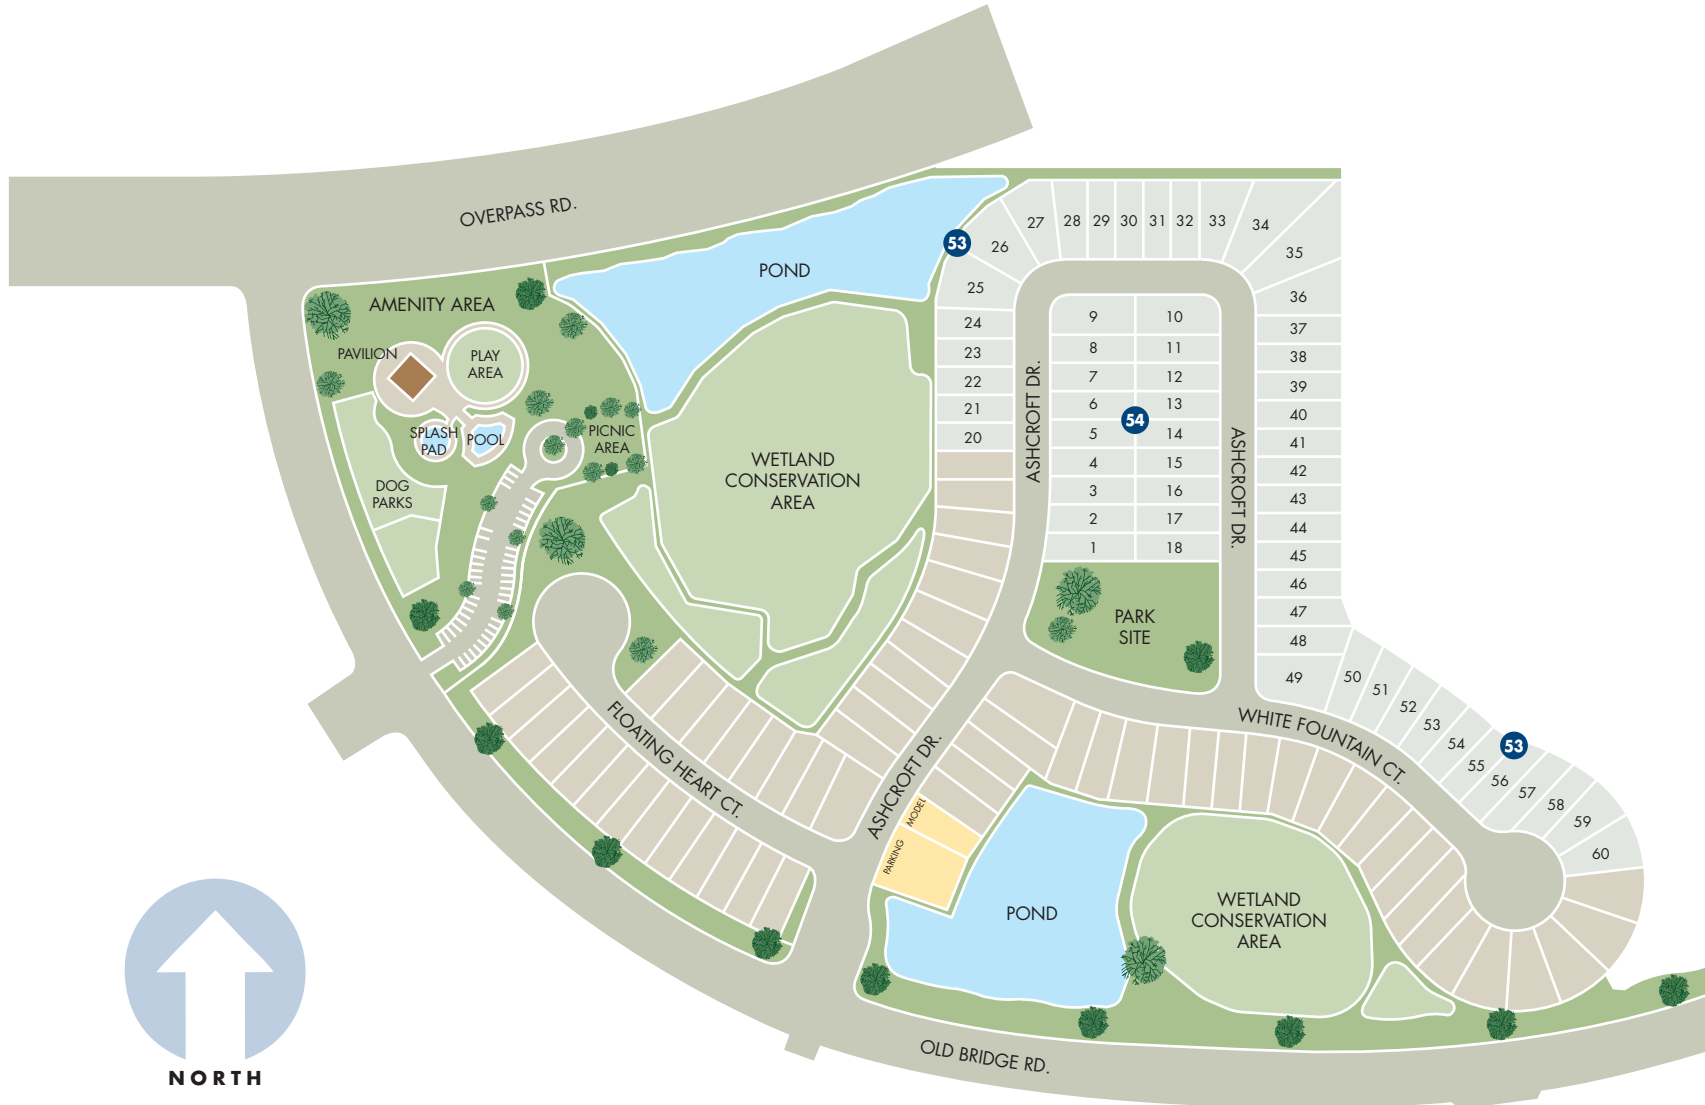 OVERPASS RD.
POND
AMENITY AREA
PAVILION
PLAY
AREA
SPLASH
PAD
POOL
PICNIC
AREA
DOG
PARKS
WETLAND
CONSERVATION
AREA
53
26
27
28
29
30
31
32
33
34
35
25
24
23
22
21
20
36
37
38
39
40
41
42
43
44
45
46
47
48
49
ASHCROFT DR.
9
10
8
11
7
12
6
13
54
5
14
4
15
3
16
2
17
1
18
ASHCROFT DR.
PARK
SITE
50
51
52
53
54
53
55
56
57
58
59
60
WHITE FOUNTAIN CT.
FLOATING HEART CT.
ASHCROFT DR.
MODEL
PARKING
POND
WETLAND
CONSERVATION
AREA
OLD BRIDGE RD.
NORTH